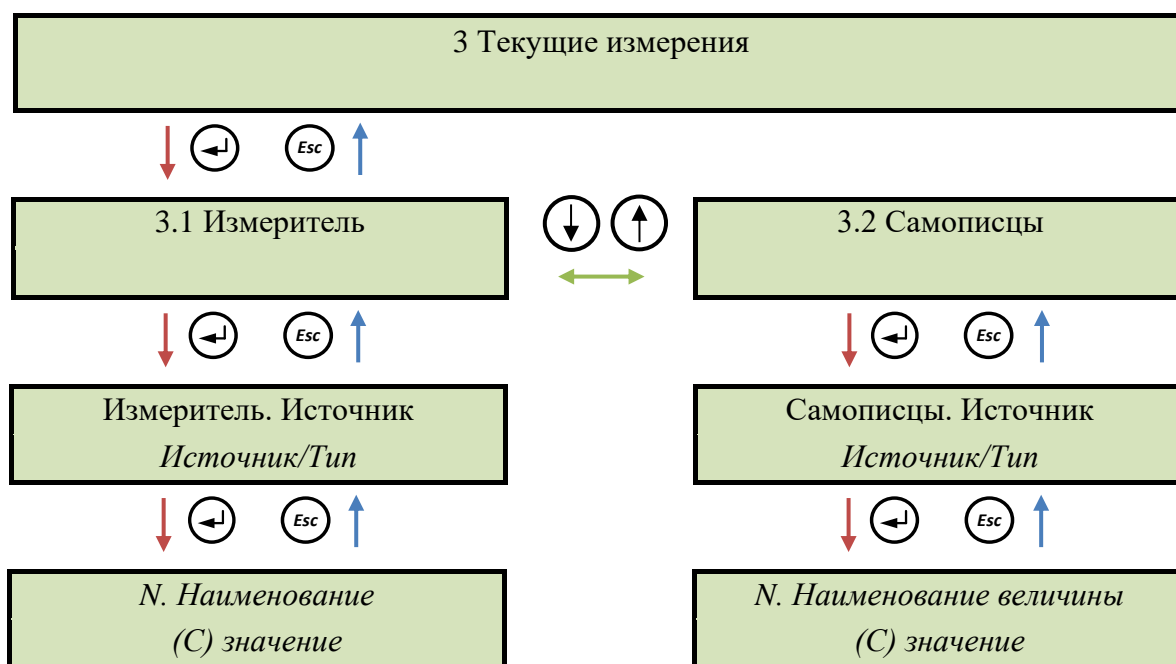 3 Текущие измерения
Esc
3.1 Измеритель
3.2 Самописцы
Esc
Esc
Измеритель. Источник
Источник/Тип
Самописцы. Источник
Источник/Тип
Esc
Esc
N. Наименование
(С) значение
N. Наименование величины
(С) значение